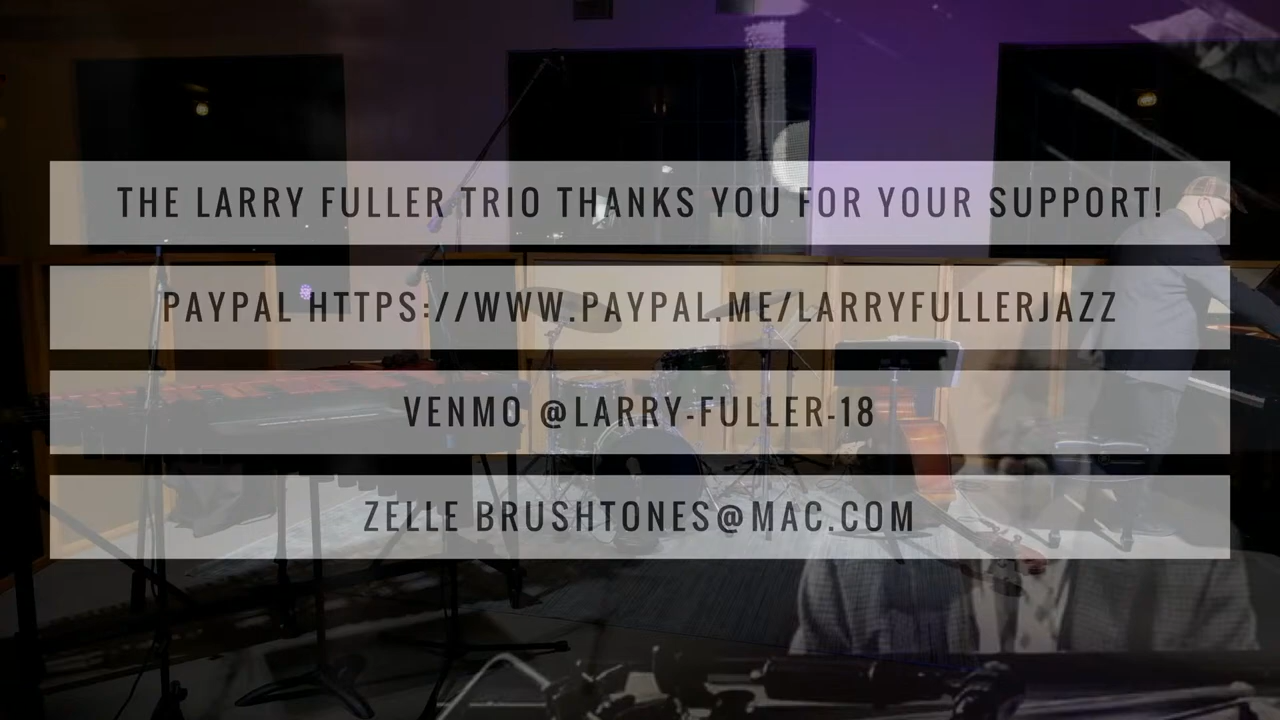 THE LARRY FULLER TRIO THANKS YOU FOR YOUR SUPPORT!
PAYPAL HTTPS://WWW.PAYPAL.ME/LARRYFULLERJAZZ
VENMO @LARRY-FULLER-18
ZELLE BRUSHTONES@MAC.COM